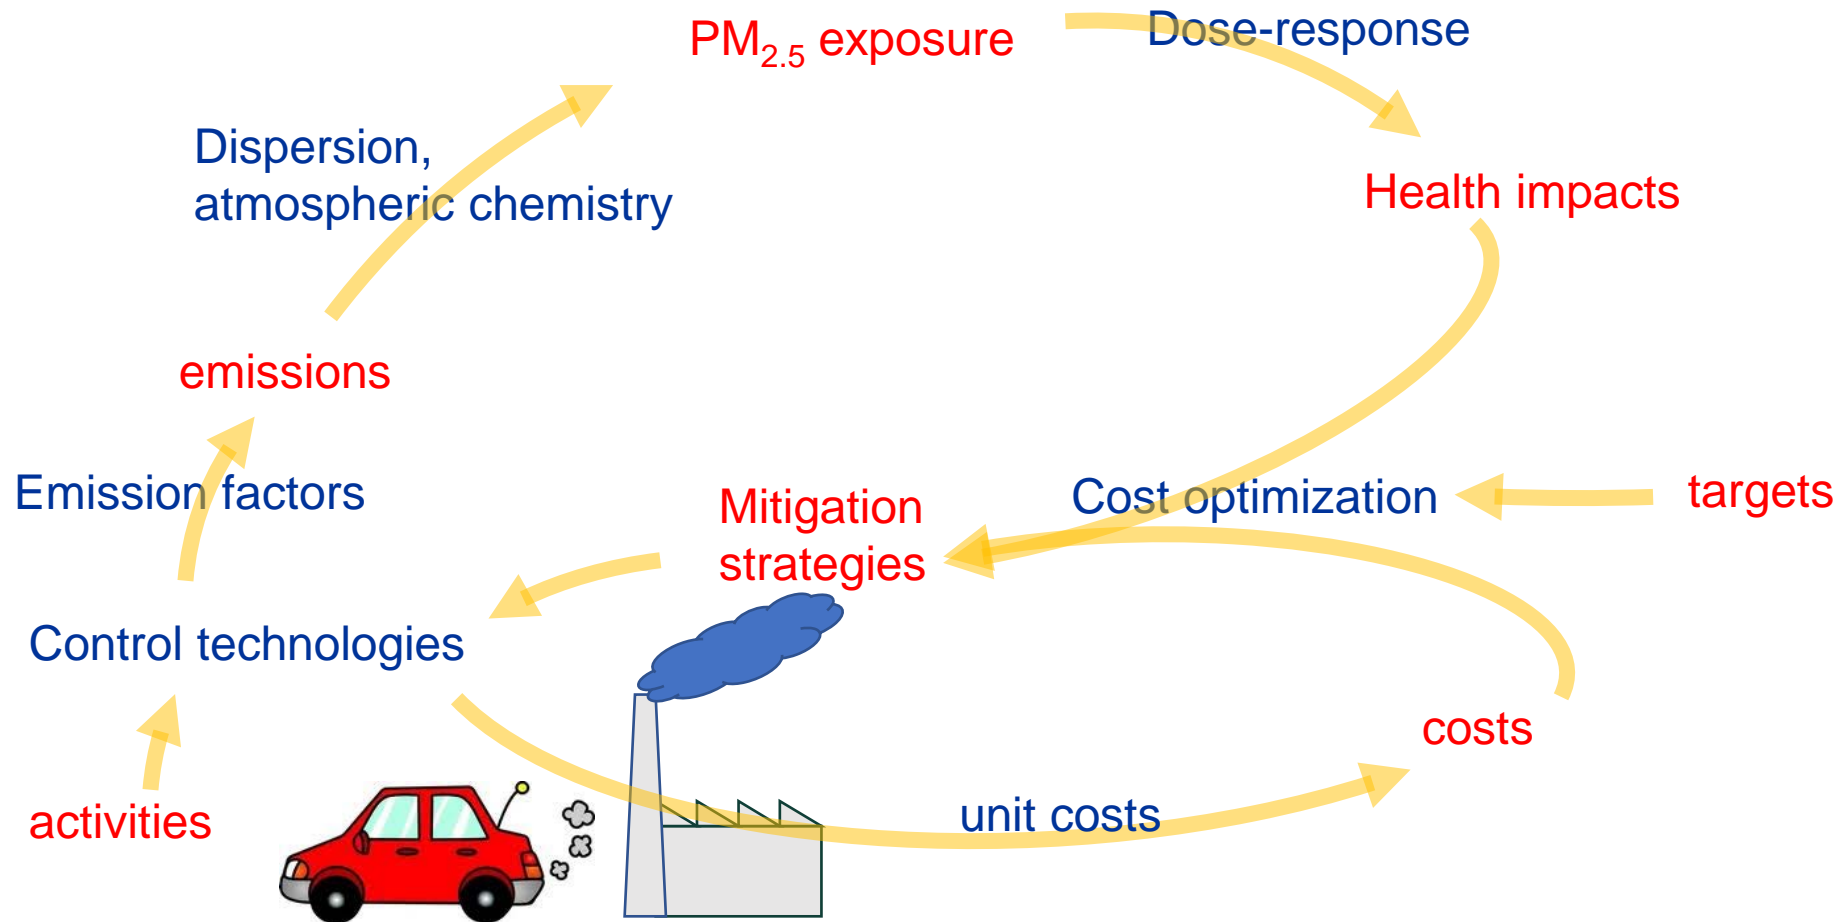 PM2.5 exposure
Dose-response
Dispersion,
atmospheric chemistry
Health impacts
emissions
Emission factors
Mitigation
strategies
Cost optimization
targets
Control technologies
costs
activities
unit costs